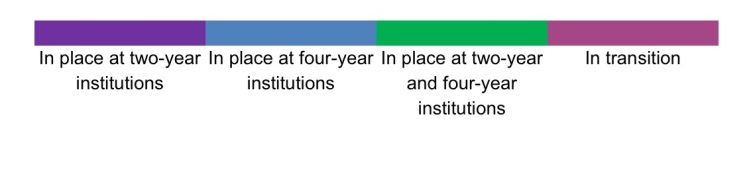 In place at two-year
institutions
In place at four-year
institutions
In place at two-year
and four-year
institutions
In transition